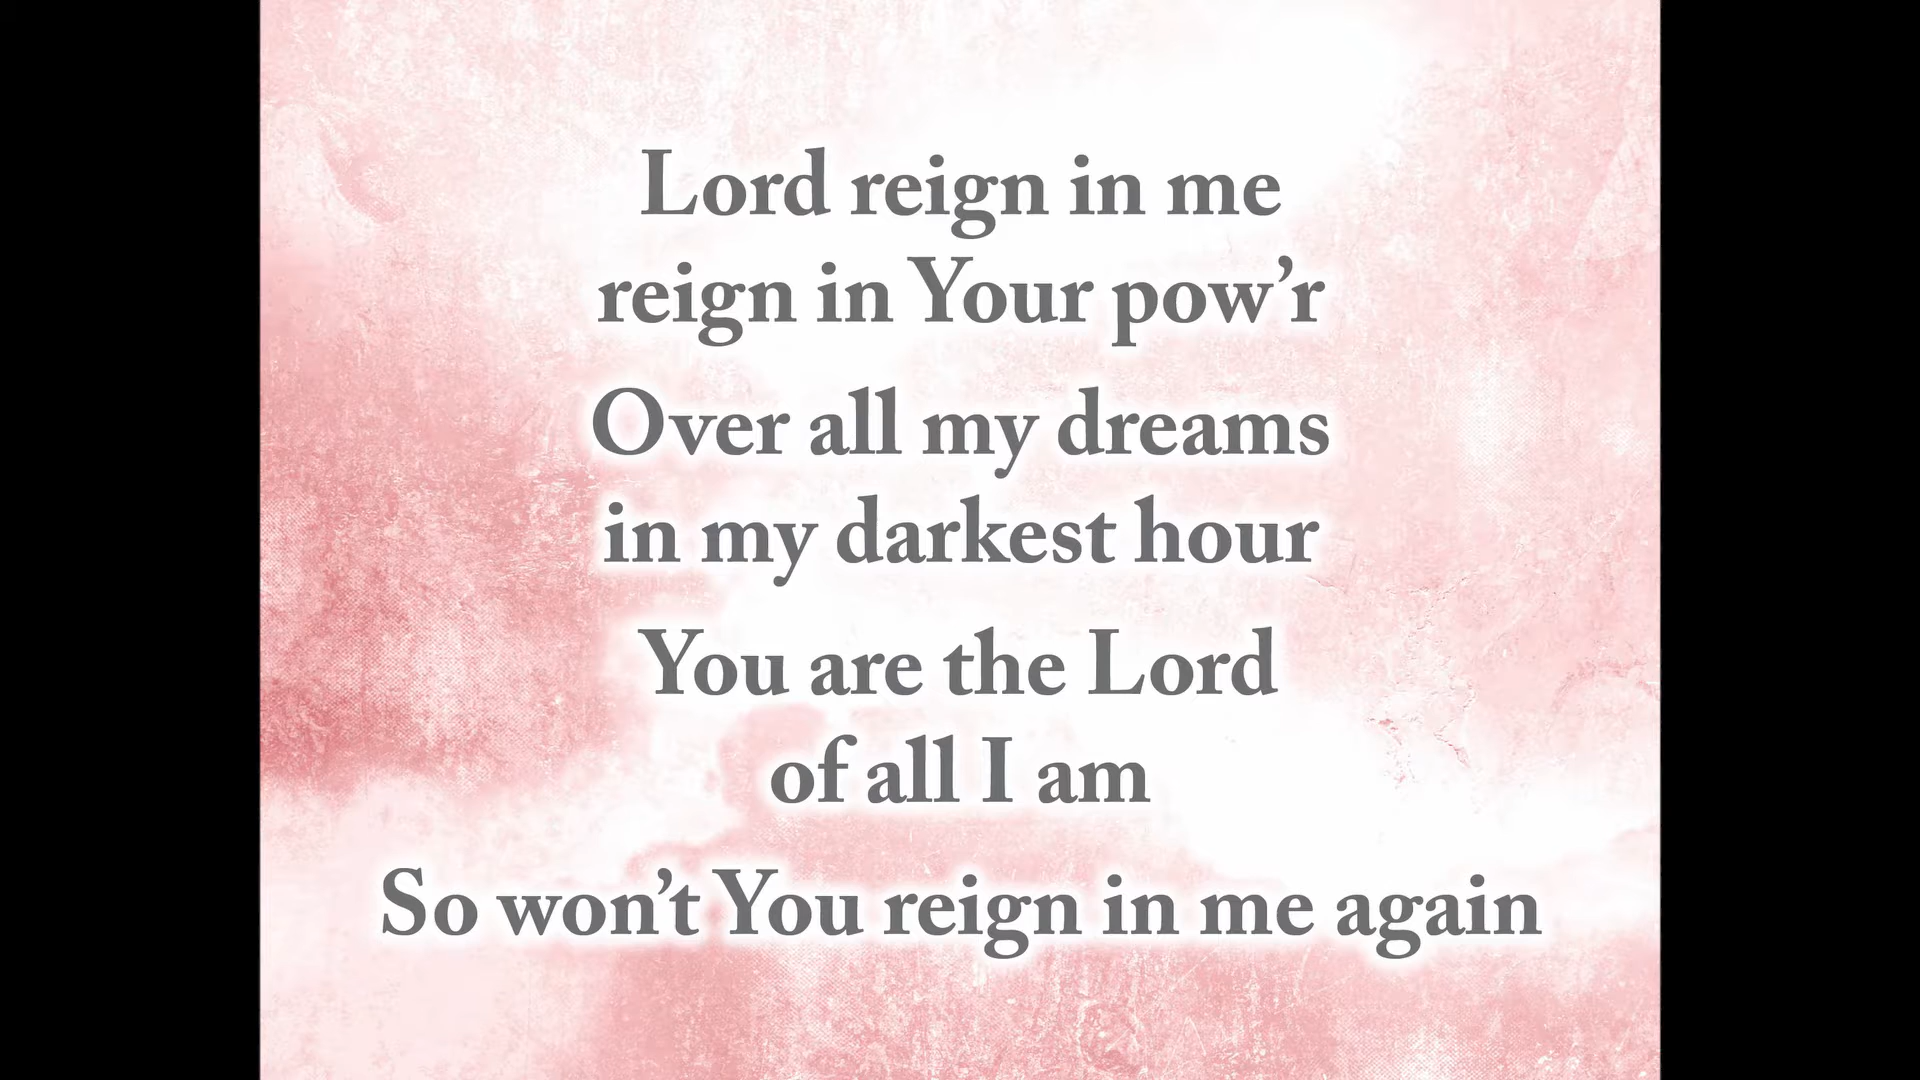 Lord reign in me
reign in Your pow’r
Over all my dreams
in my darkest hour
You are the Lord
of all I am
So won’t You reign in me again